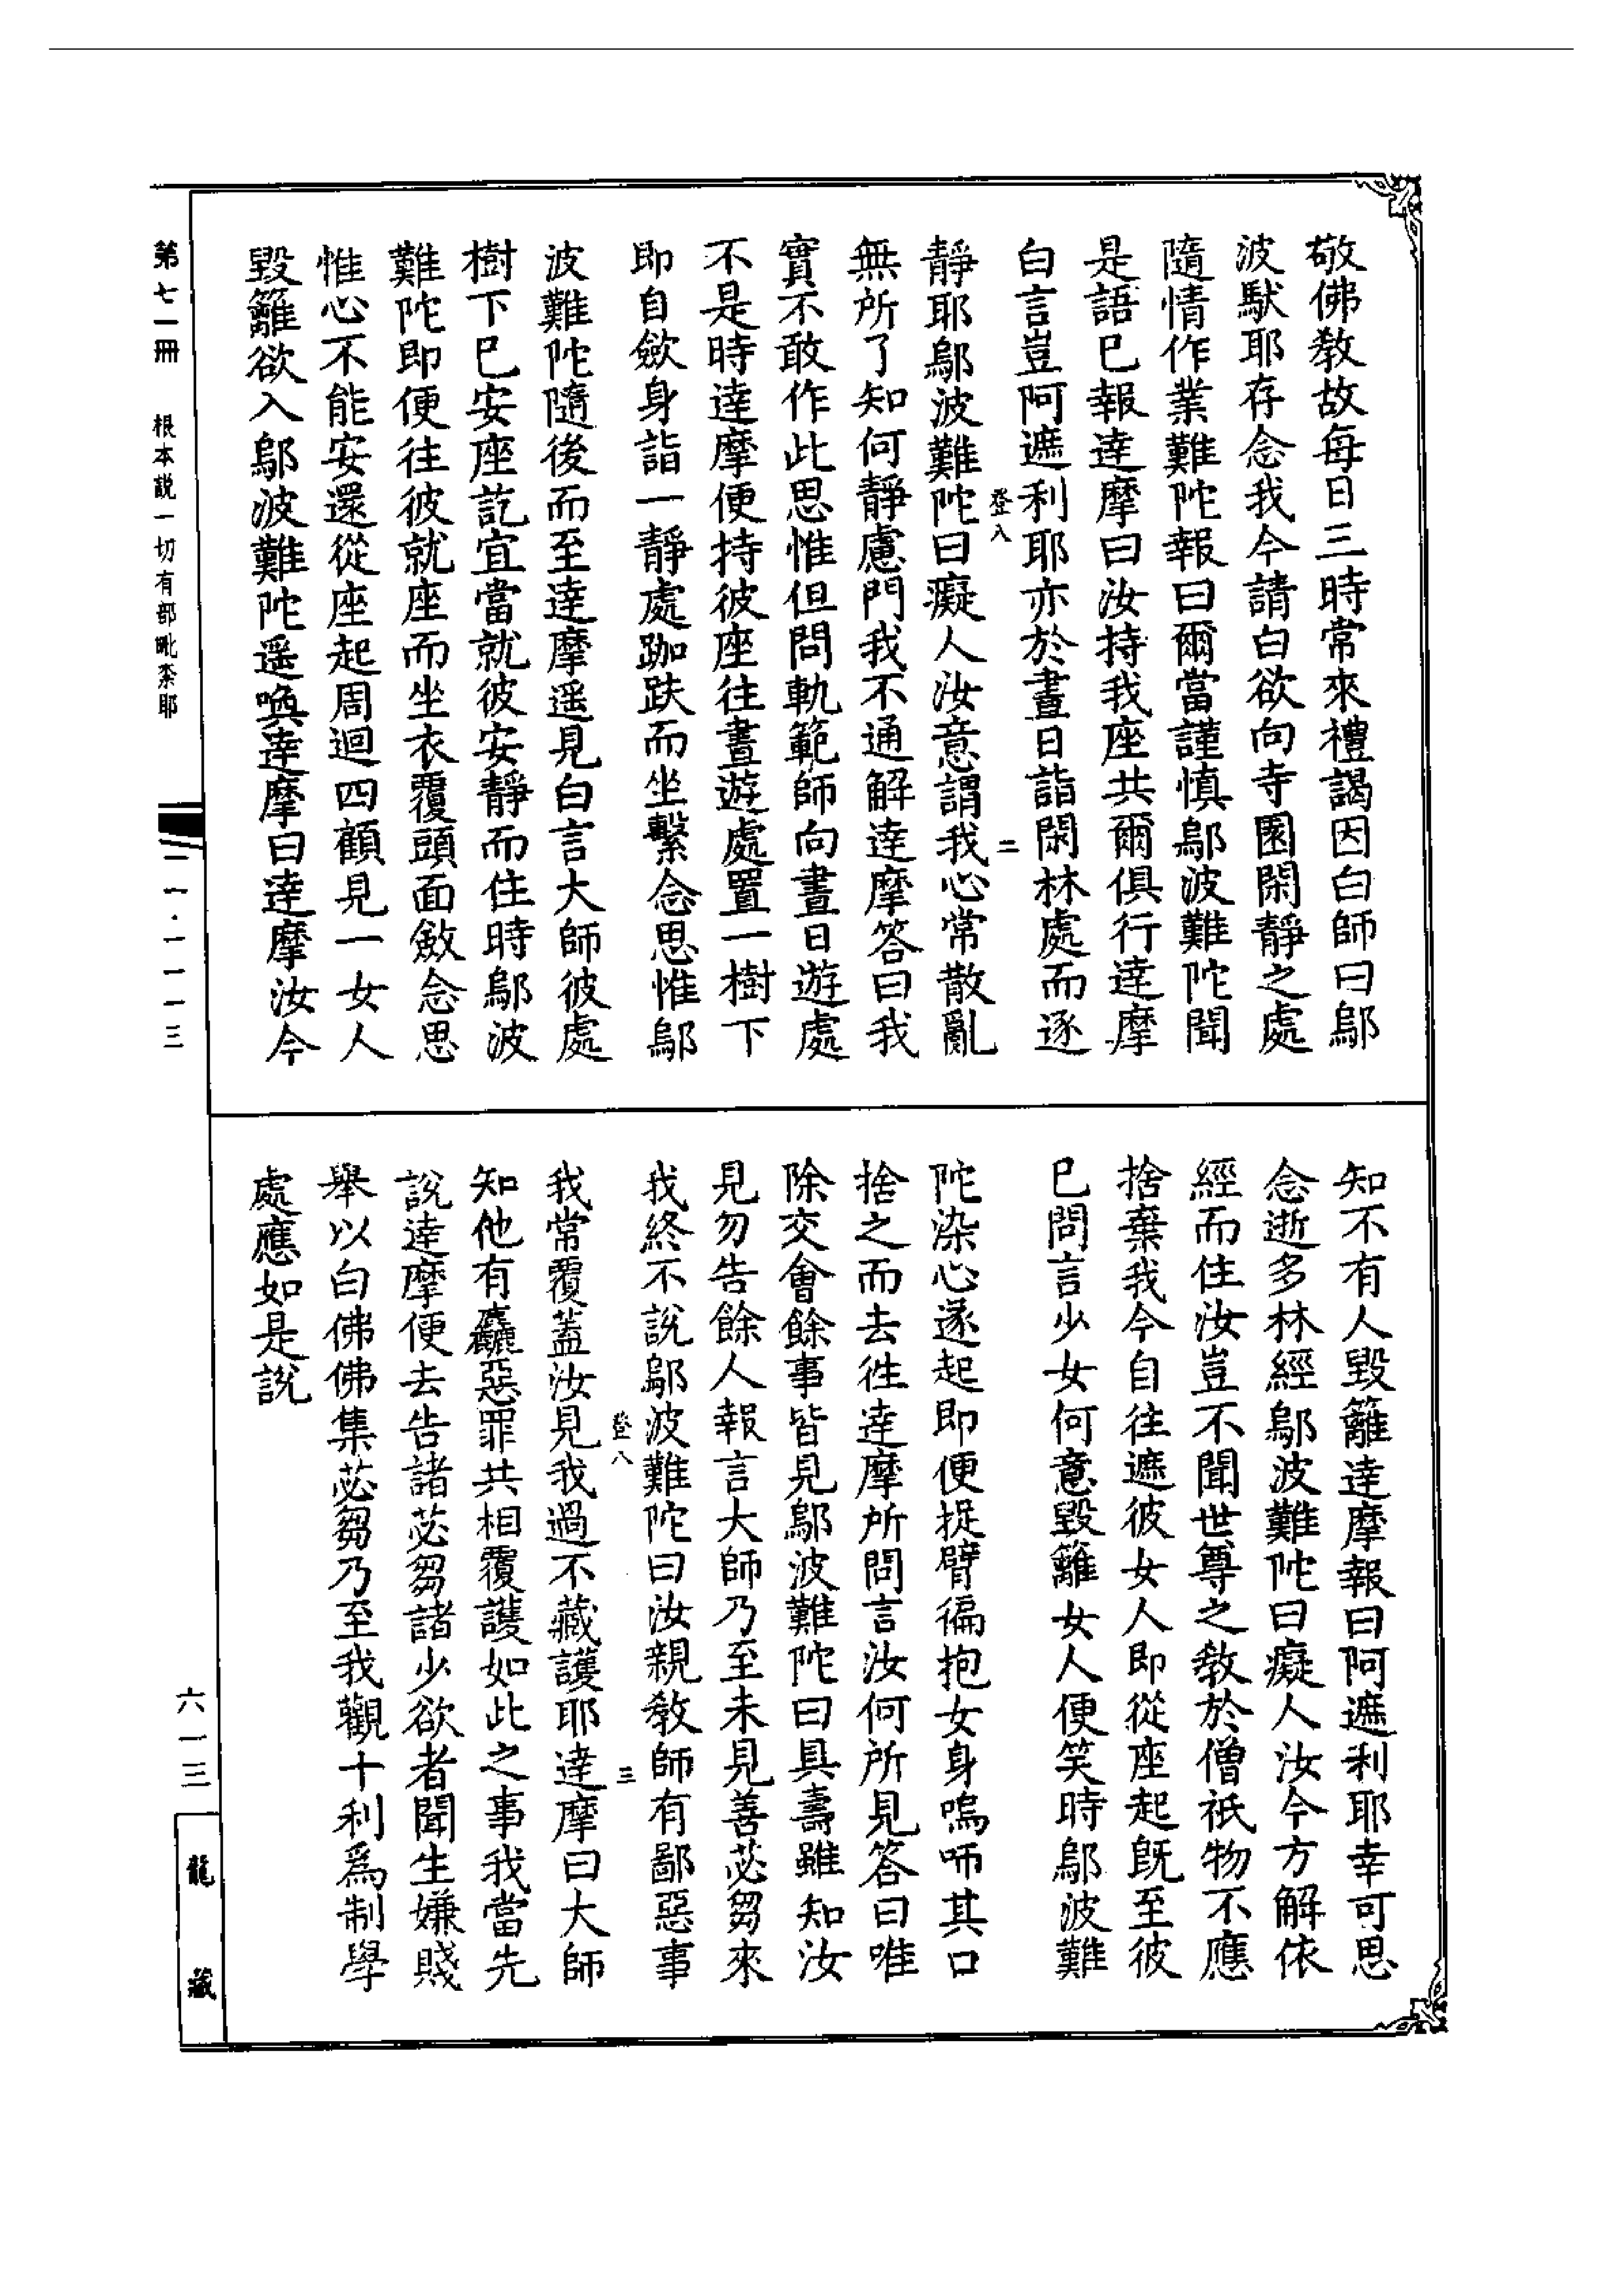 敬佛教故每日三時常來禮謁因白師曰鄔
波馱耶存念我今請白欲向寺園閑靜之處
隨情作業難陀報曰爾當謹慎鄔波難陀聞
是語巳報達摩曰汝持我座共爾俱行達摩
白言豈阿遮利耶亦於晝日詣閑林處而逐
登八　二
靜耶鄔波難陀曰癡人汝意謂我心常散亂
無所了知何靜慮門我不通解達摩答曰我
實不敢作此思惟但問軌範師向晝日遊處
不是時達摩便持彼座往晝遊處置一樹下
即自斂身詣一靜處跏趺而坐繫念思惟鄔
波難陀隨後而至達摩遥見白言大師彼處
樹下巳安座訖宜當就彼安靜而住時鄔波
難陀即便往彼就座而坐衣覆頭面斂念思
惟心不能安還從座起周迴四顧見一女人
毀籬欲入鄔波難陀遥喚達摩曰達摩汝今
知不有人毀籬達摩報曰阿遮利耶幸可思
念逝多林經鄔波難陀曰癡人汝今方解依
經而住汝豈不聞世尊之教於僧祇物不應
捨棄我今自往遮彼女人即從座起既至彼
巳問言少女何意毀籬女人便笑時鄔波難
陀染心遂起即便捉臂徧抱女身嗚咂其口
捨之而去往達摩所問言汝何所見答曰唯
除交會餘事皆見鄔波難陀曰具壽雖知汝
見勿告餘人報言大師乃至未見善苾芻來
我終不說鄔波難陀曰汝親教師有鄙惡事
登八　三
我常覆蓋汝見我過不藏護耶達摩曰大師
知他有麤惡罪共相覆護如此之事我當先
說達摩便去告諸苾芻諸少欲者聞生嫌賤
舉以白佛佛集苾芻乃至我觀十利爲制學
處應如是說
第七一冊　根本説一切有部毗柰耶
一一·一一一三
六一三
龍藏